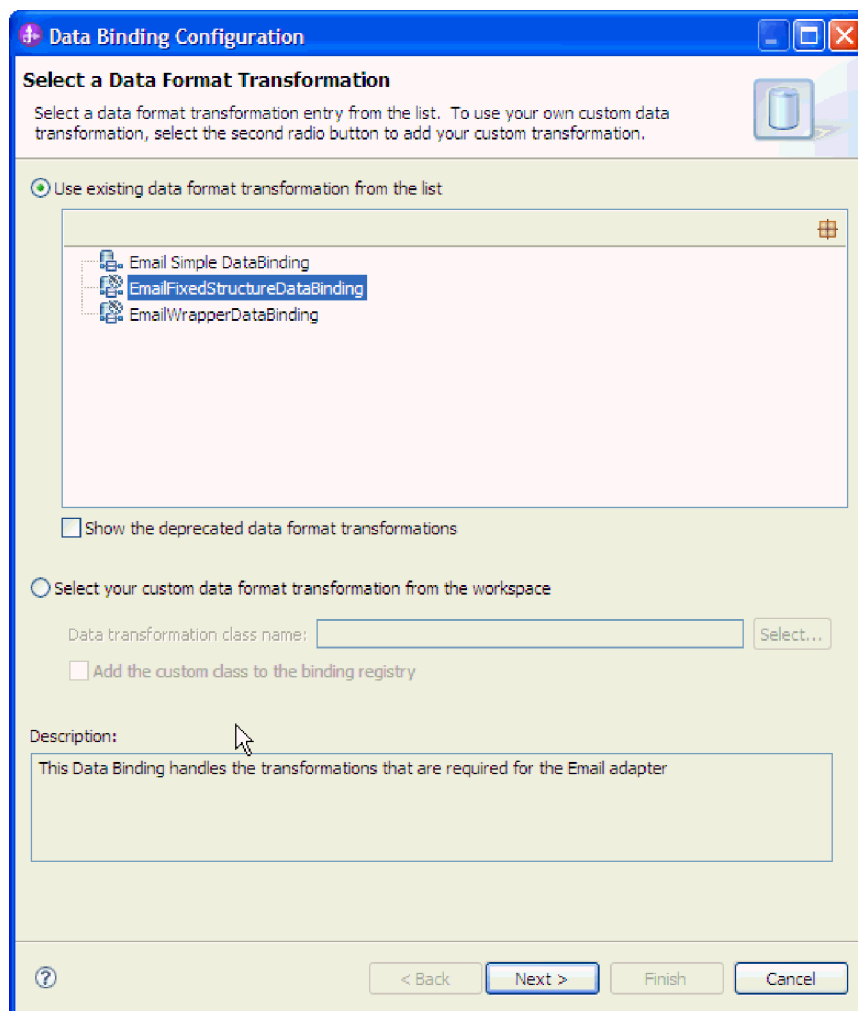 Data Binding Configuration
Select a Data Format Transformation
Select a data format transformation entry from the list. To use your own custom data
transformation, select the second radio button to add your custom transformation.
Use existing data format transformation from the list
Email Simple DataBinding
EmailFixedStructureDataBinding
EmailWrapperDataBinding
Show the deprecated data format transformations
Select your custom data format transformation from the workspace
Data transformation class name: Select...
Add the custom class to the binding registry
Description:
This Data Binding handles the transformations that are required for the Email adapter
? < Back Next > Finish Cancel